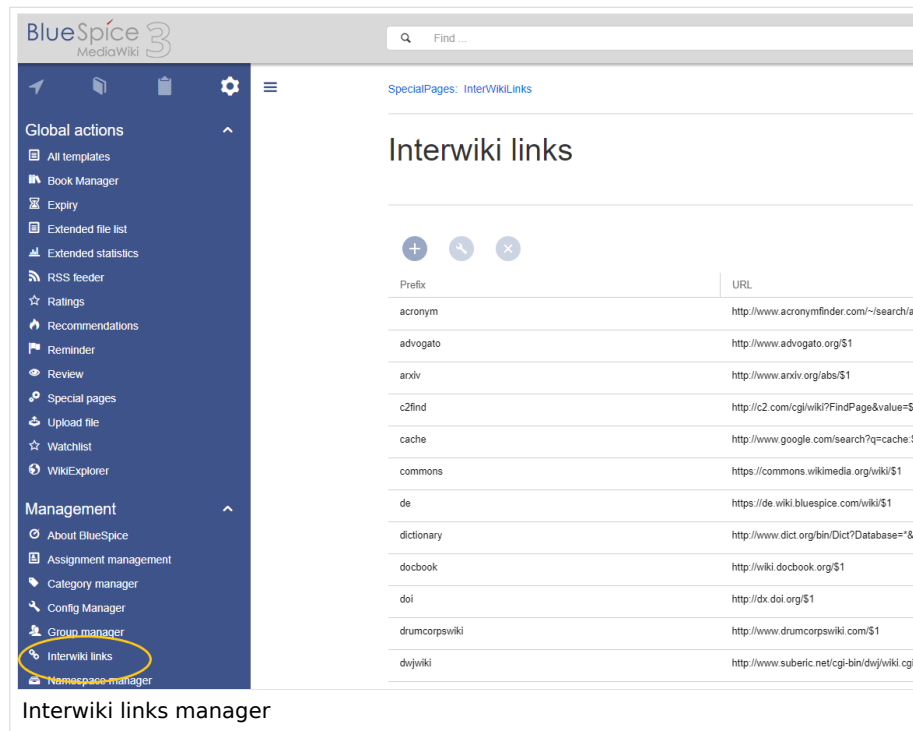 BlueSpice 3
MediaWiki
Find ...
SpecialPages: InterWikiLinks
Global actions
All templates
Book Manager
Expiry
Extended file list
Extended statistics
RSS feeder
Ratings
Recommendations
Reminder
Review
Special pages
Upload file
Watchlist
WikiExplorer
Management
About BlueSpice
Assignment management
Category manager
Config Manager
Group manager
Interwiki links
Namespace manager
Interwiki links
Prefix URL
acronym http://www.acronymfinder.com/~/search/a
advogato http://www.advogato.org/$1
arxiv http://www.arxiv.org/abs/$1
c2find http://c2.com/cgi/wiki?FindPage&value=$
cache http://www.google.com/search?q=cache:$
commons https://commons.wikimedia.org/wiki/$1
de https://de.wiki.bluespice.com/wiki/$1
dictionary http://www.dict.org/bin/Dict?Database=*&
docbook http://wiki.docbook.org/$1
doi http://dx.doi.org/$1
drumcorpswiki http://www.drumcorpswiki.com/$1
dwjwiki http://www.suberic.net/cgi-bin/dwj/wiki.cgi
Interwiki links manager